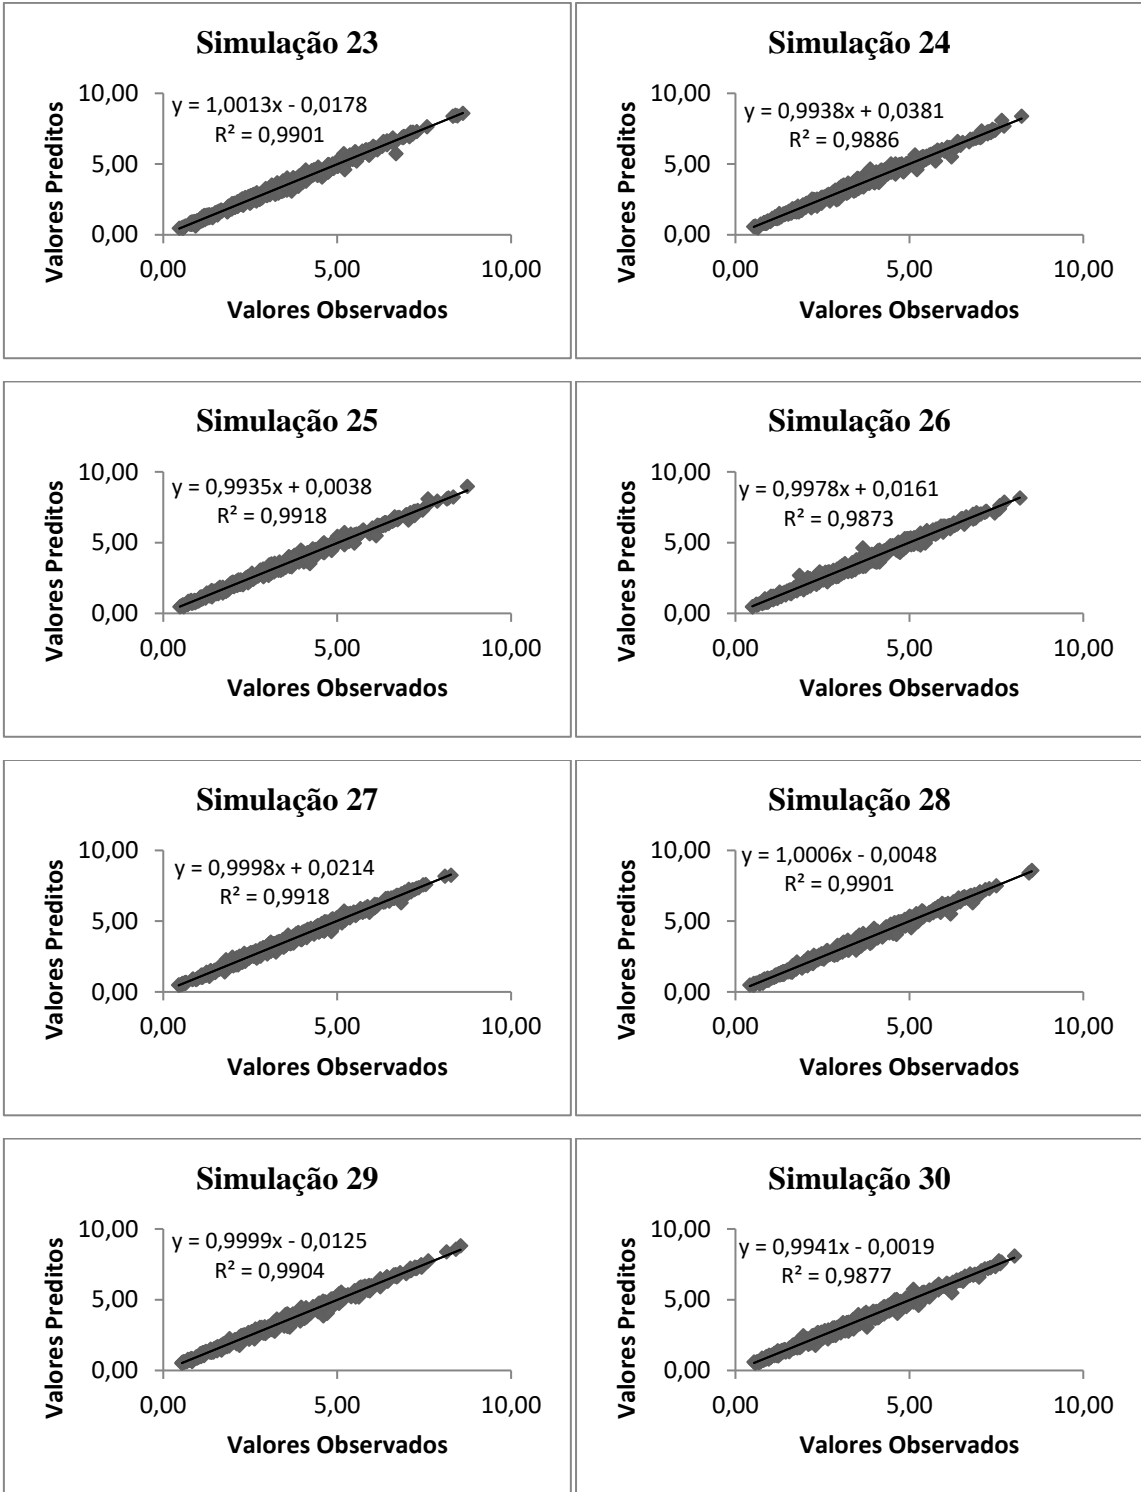 Simulação 23
Valores Preditos
10,00
5,00
0,00
y = 1,0013x - 0,0178
R² = 0,9901
0,00 5,00 10,00
Valores Observados
Simulação 24
Valores Preditos
10,00
5,00
0,00
y = 0,9938x + 0,0381
R² = 0,9886
0,00 5,00 10,00
Valores Observados
Simulação 25
Valores Preditos
10,00
5,00
0,00
y = 0,9935x + 0,0038
R² = 0,9918
0,00 5,00 10,00
Valores Observados
Simulação 26
Valores Preditos
10,00
5,00
0,00
y = 0,9978x + 0,0161
R² = 0,9873
0,00 5,00 10,00
Valores Observados
Simulação 27
Valores Preditos
10,00
5,00
0,00
y = 0,9998x + 0,0214
R² = 0,9918
0,00 5,00 10,00
Valores Observados
Simulação 28
Valores Preditos
10,00
5,00
0,00
y = 1,0006x - 0,0048
R² = 0,9901
0,00 5,00 10,00
Valores Observados
Simulação 29
Valores Preditos
10,00
5,00
0,00
y = 0,9999x - 0,0125
R² = 0,9904
0,00 5,00 10,00
Valores Observados
Simulação 30
Valores Preditos
10,00
5,00
0,00
y = 0,9941x - 0,0019
R² = 0,9877
0,00 5,00 10,00
Valores Observados